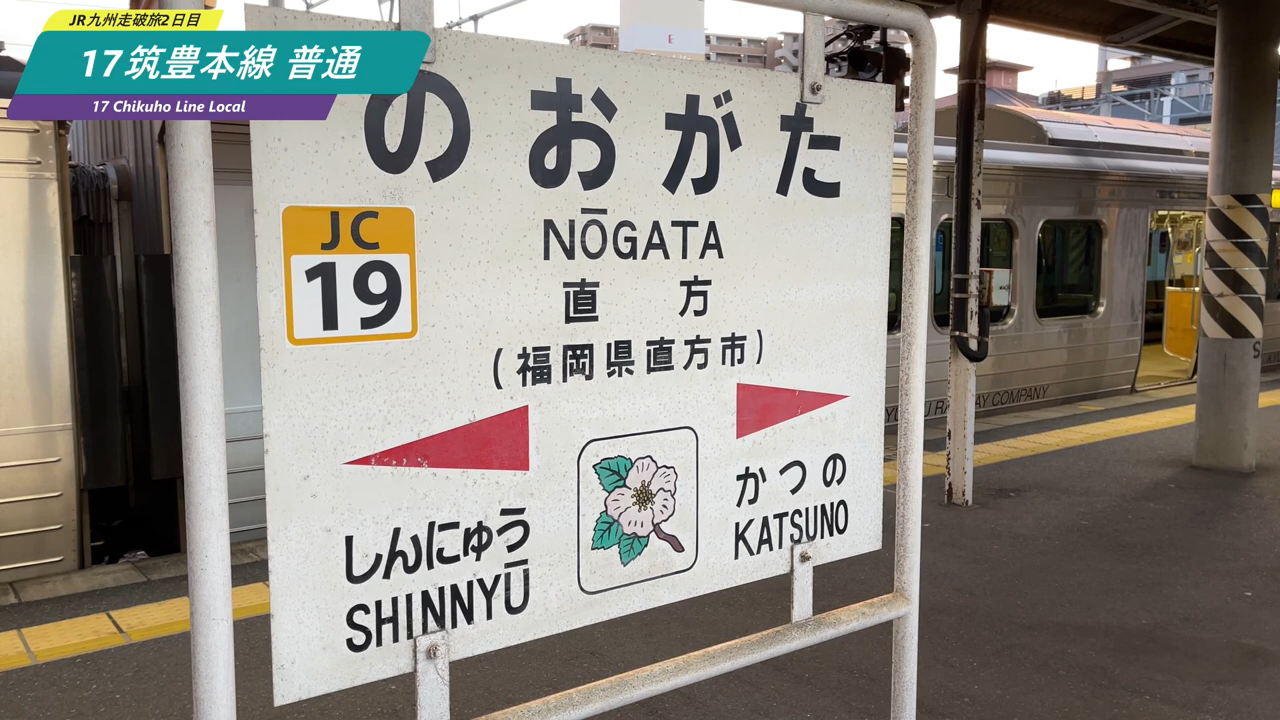 JR九州走破旅2日目
17筑豊本線 普通
17 Chikuho Line Local
のおがた
JC
19
NŌGATA
直方
(福岡県直方市)
しんにゅう
SHINNYŪ
かつの
KATSUNO
RAILWAY COMPANY